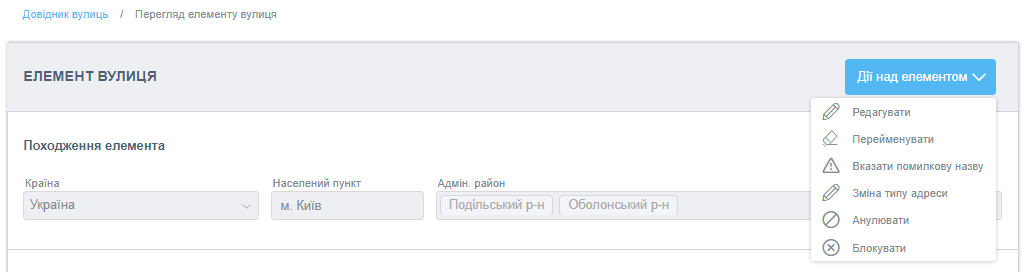 Довідник вулиць / Перегляд елементу вулиця
ЕЛЕМЕНТ ВУЛИЦЯ
Дії над елементом
Редагувати
Перейменувати
Вказати помилкову назву
Зміна типу адреси
Анулювати
Блокувати
Походження елемента
Країна
Населений пункт
Адмін. район
Україна
м. Київ
Подільський р-н
Оболонський р-н